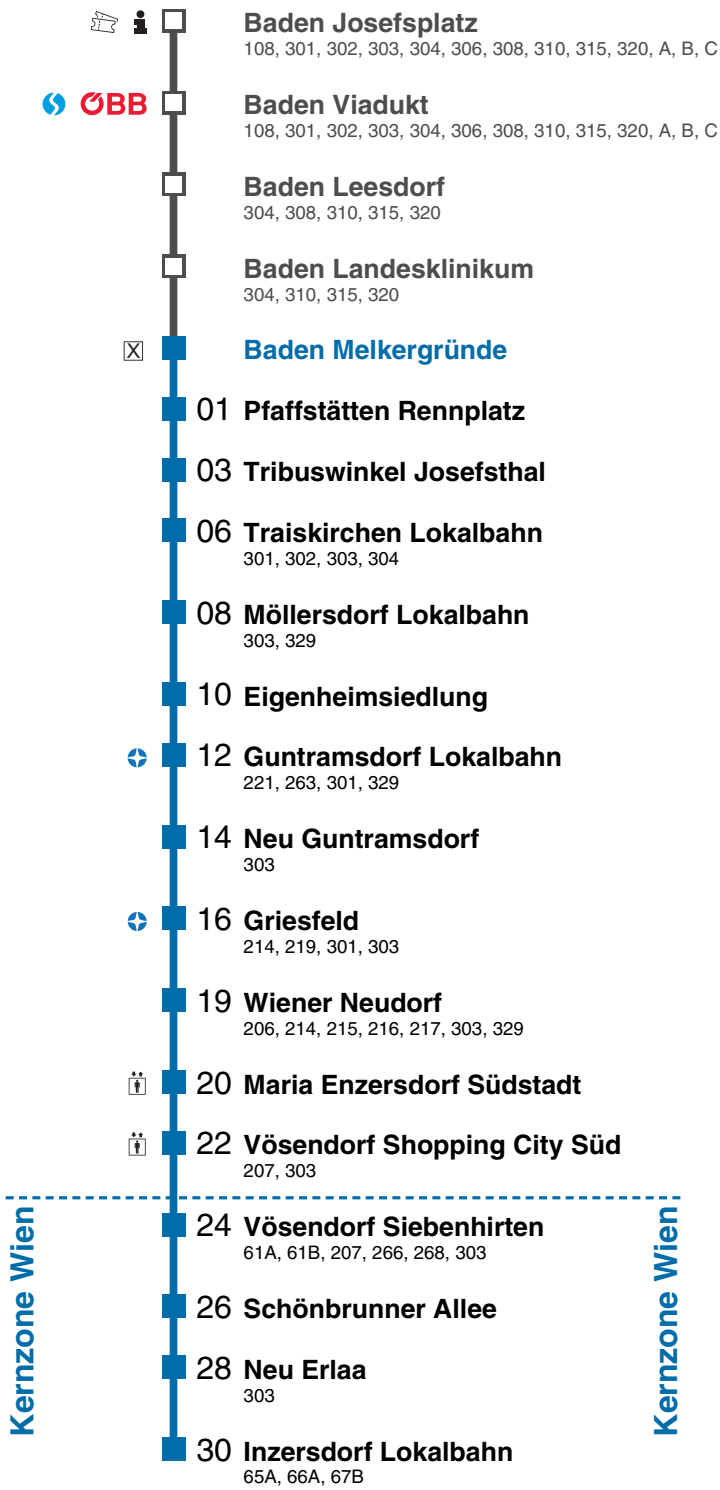 Baden Josefsplatz
108, 301, 302, 303, 304, 306, 308, 310, 315, 320, A, B, C
ÖBB
Baden Viadukt
108, 301, 302, 303, 304, 306, 308, 310, 315, 320, A, B, C
Baden Leesdorf
304, 308, 310, 315, 320
Baden Landesklinikum
304, 310, 315, 320
X Baden Melkergründe
01 Pfaffstätten Rennplatz
03 Tribuswinkel Josefsthal
06 Traiskirchen Lokalbahn
301, 302, 303, 304
08 Möllersdorf Lokalbahn
303, 329
10 Eigenheimsiedlung
12 Guntramsdorf Lokalbahn
221, 263, 301, 329
14 Neu Guntramsdorf
303
16 Griesfeld
214, 219, 301, 303
19 Wiener Neudorf
206, 214, 215, 216, 217, 303, 329
20 Maria Enzersdorf Südstadt
22 Vösendorf Shopping City Süd
207, 303
Kernzone Wien
24 Vösendorf Siebenhirten
61A, 61B, 207, 266, 268, 303
26 Schönbrunner Allee
28 Neu Erlaa
303
30 Inzersdorf Lokalbahn
65A, 66A, 67B
Kernzone Wien